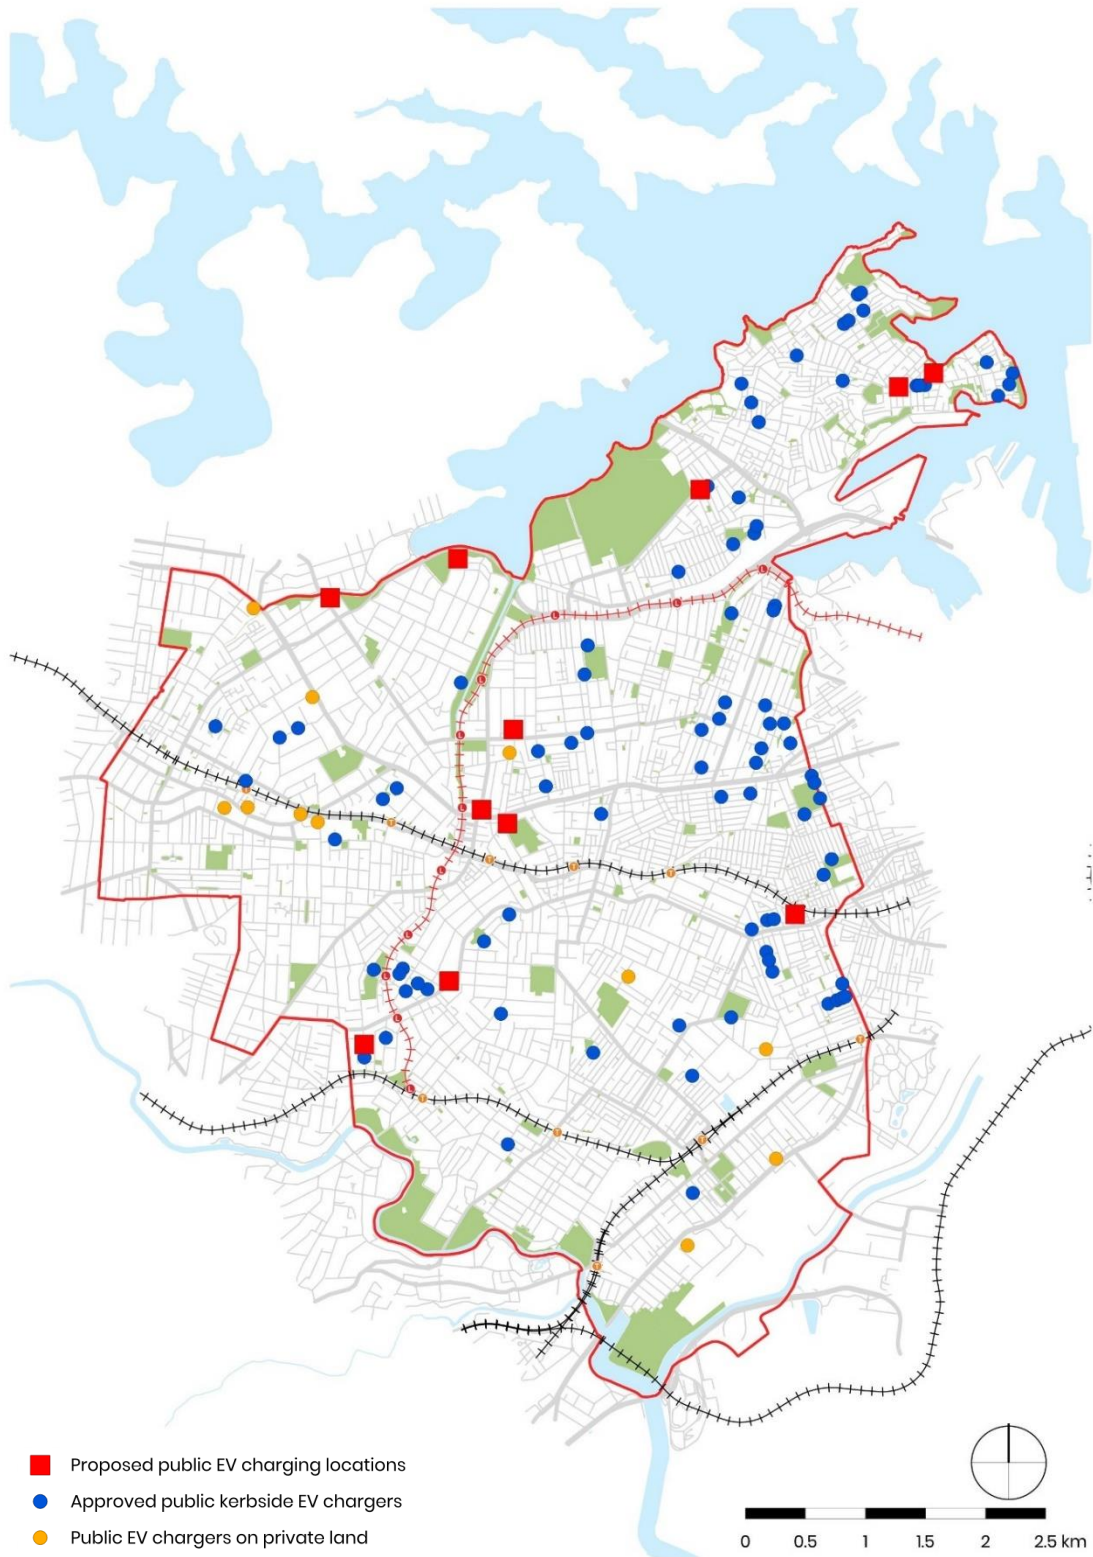 Proposed public EV charging locations
Approved public kerbside EV chargers
Public EV chargers on private land
0 0.5 1 1.5 2 2.5 km